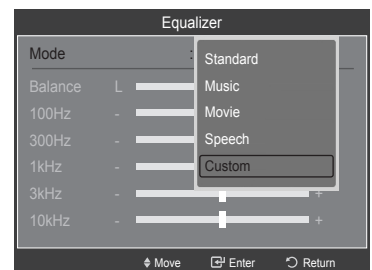 Equalizer
Mode :
Standard
Music
Movie
Speech
Custom
Balance L
100Hz -
300Hz -
1kHz -
3kHz - +
10kHz - +
Move Enter Return